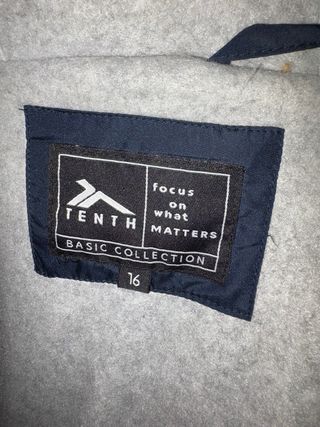 TENTH
focus
on
what
MATTERS
BASIC COLLECTION
16